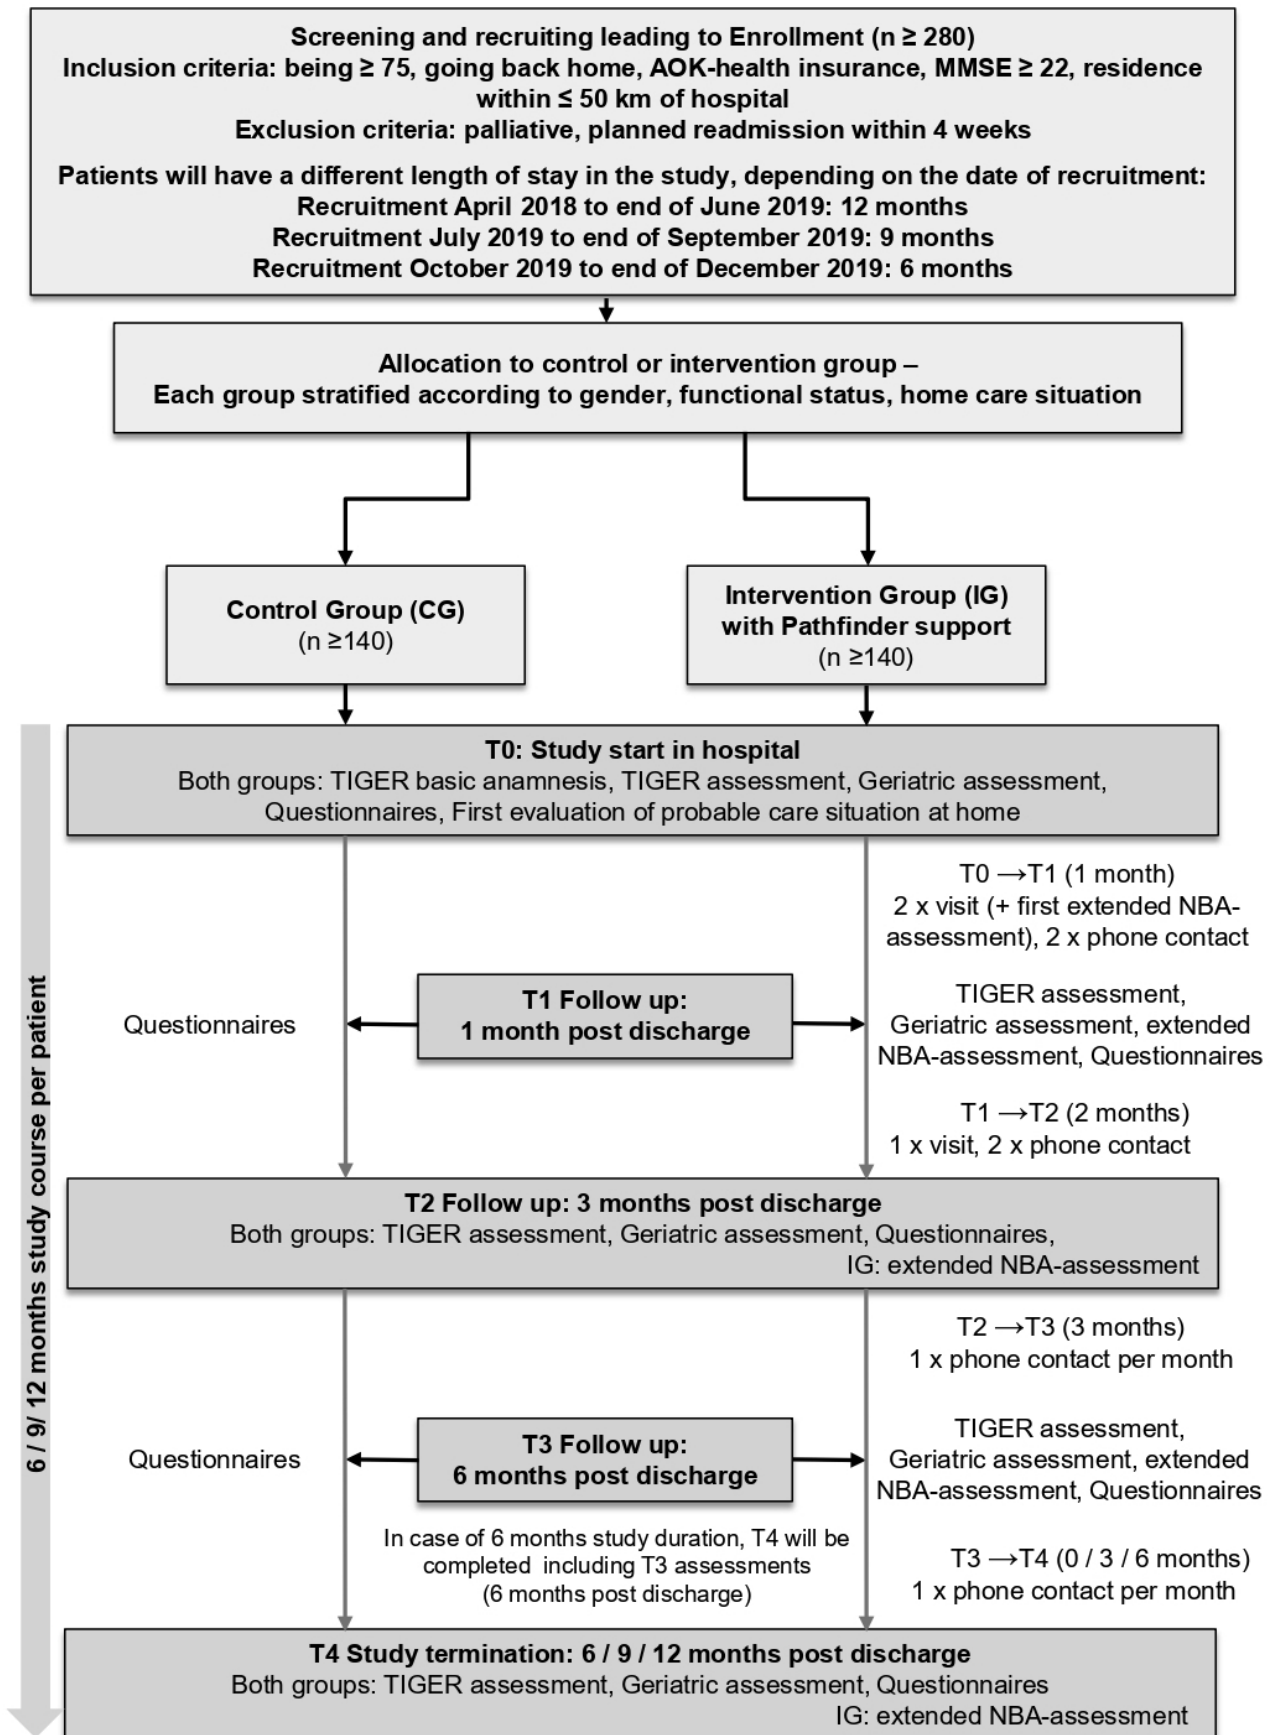 Screening and recruiting leading to Enrollment (n ≥ 280)
Inclusion criteria: being ≥ 75, going back home, AOK-health insurance, MMSE ≥ 22, residence
within ≤ 50 km of hospital
Exclusion criteria: palliative, planned readmission within 4 weeks
Patients will have a different length of stay in the study, depending on the date of recruitment:
Recruitment April 2018 to end of June 2019: 12 months
Recruitment July 2019 to end of September 2019: 9 months
Recruitment October 2019 to end of December 2019: 6 months
Allocation to control or intervention group –
Each group stratified according to gender, functional status, home care situation
Control Group (CG)
(n ≥140)
Intervention Group (IG)
with Pathfinder support
(n ≥140)
6 / 9/ 12 months study course per patient
T0: Study start in hospital
Both groups: TIGER basic anamnesis, TIGER assessment, Geriatric assessment,
Questionnaires, First evaluation of probable care situation at home
T0 →T1 (1 month)
2 x visit (+ first extended NBA-
assessment), 2 x phone contact
Questionnaires
T1 Follow up:
1 month post discharge
TIGER assessment,
Geriatric assessment, extended
NBA-assessment, Questionnaires
T1 →T2 (2 months)
1 x visit, 2 x phone contact
T2 Follow up: 3 months post discharge
Both groups: TIGER assessment, Geriatric assessment, Questionnaires,
IG: extended NBA-assessment
T2 →T3 (3 months)
1 x phone contact per month
Questionnaires
T3 Follow up:
6 months post discharge
TIGER assessment,
Geriatric assessment, extended
NBA-assessment, Questionnaires
In case of 6 months study duration, T4 will be
completed including T3 assessments
(6 months post discharge)
T3 →T4 (0 / 3 / 6 months)
1 x phone contact per month
T4 Study termination: 6 / 9 / 12 months post discharge
Both groups: TIGER assessment, Geriatric assessment, Questionnaires
IG: extended NBA-assessment